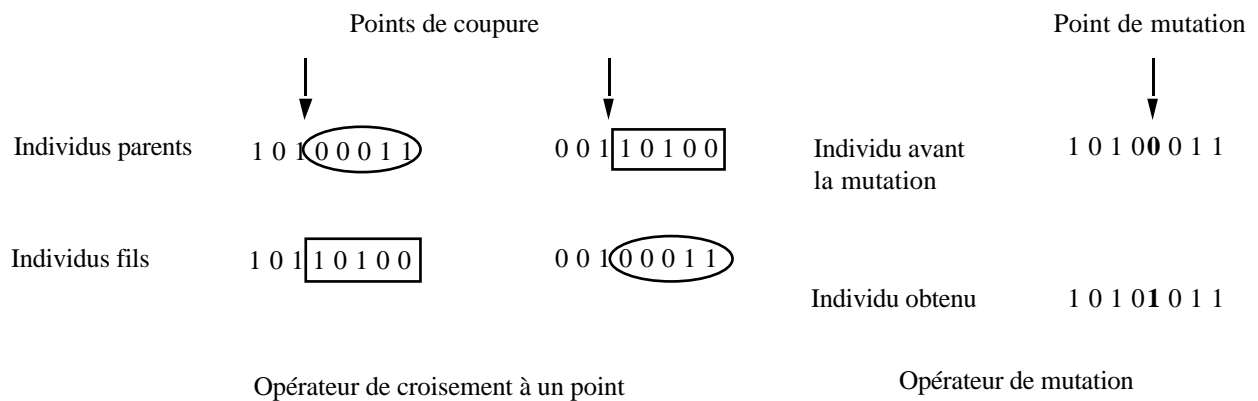 Points de coupure
Point de mutation
Individus parents
1 0 1 0 0 0 1 1
0 0 1 1 0 1 0 0
Individu avant
la mutation
1 0 1 0 0 0 1 1
Individus fils
1 0 1 1 0 1 0 0
0 0 1 0 0 0 1 1
Individu obtenu
1 0 1 0 1 0 1 1
Opérateur de croisement à un point
Opérateur de mutation